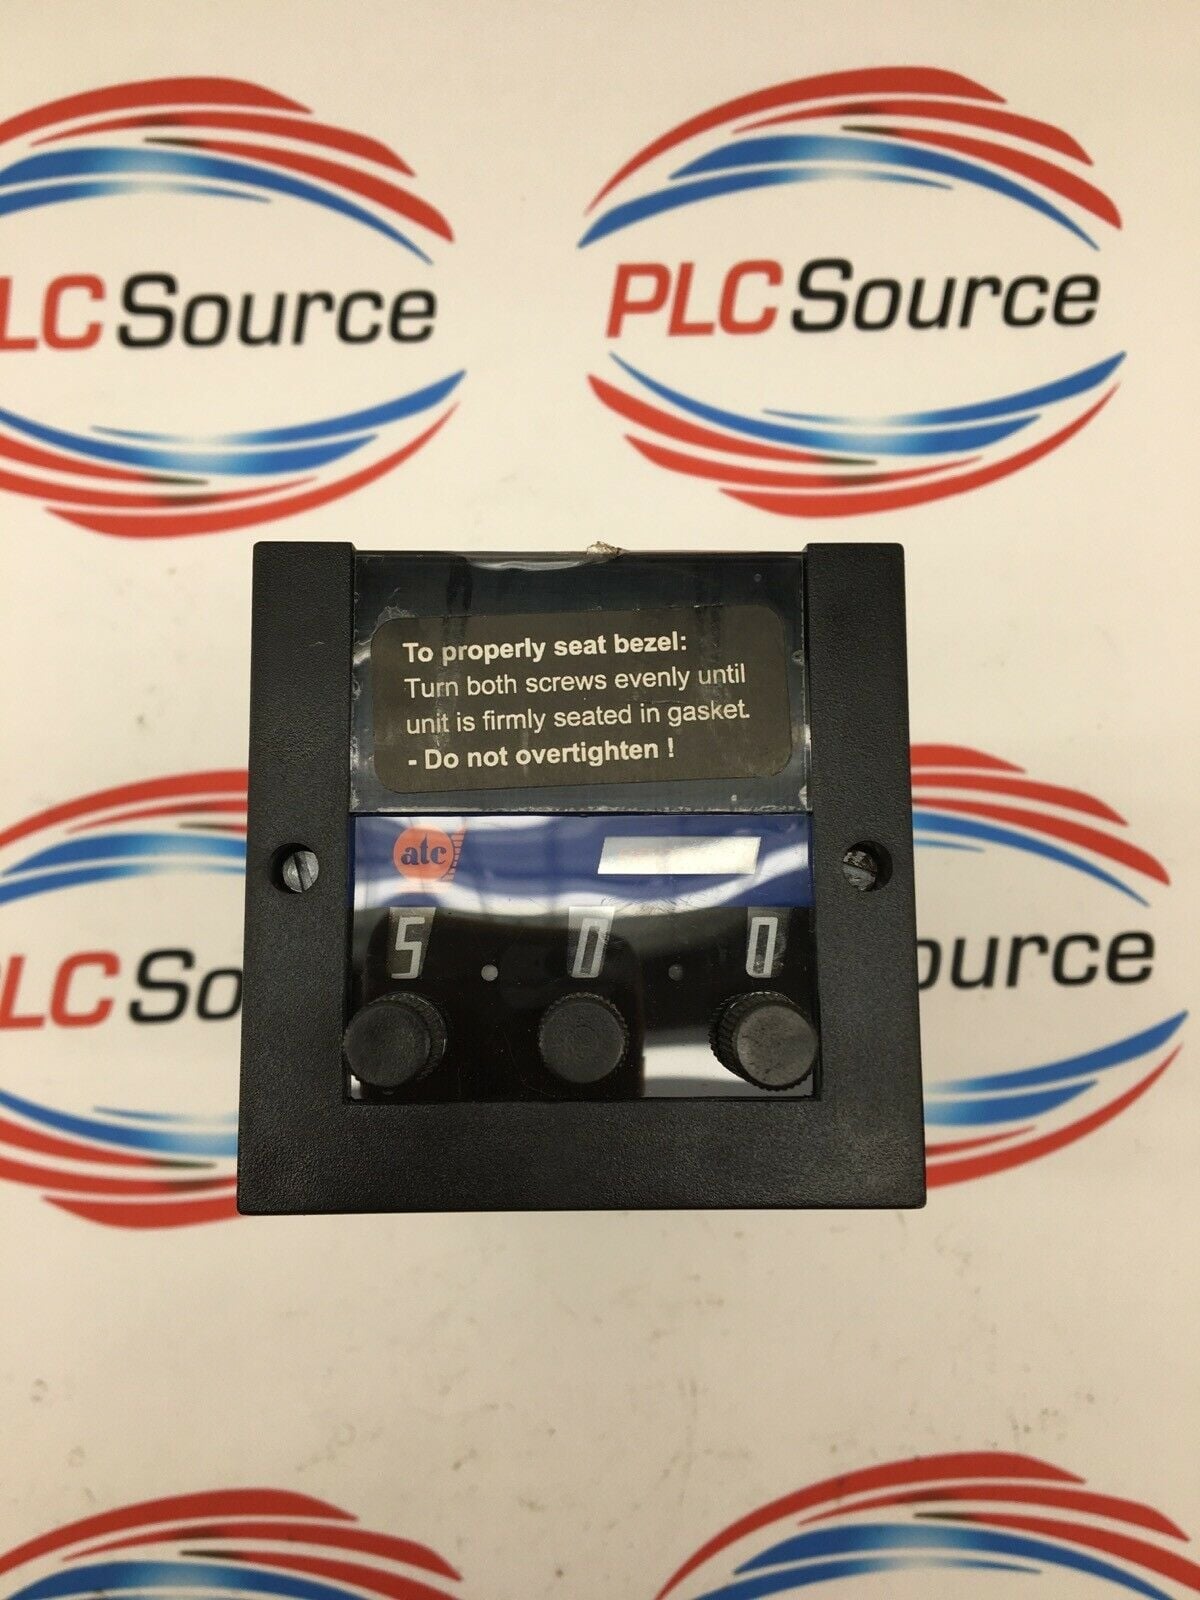 PLC Source
PLC Source
To properly seat bezel:
Turn both screws evenly until
unit is firmly seated in gasket.
- Do not overtighten !
atc
5 0 0
LC So
ource